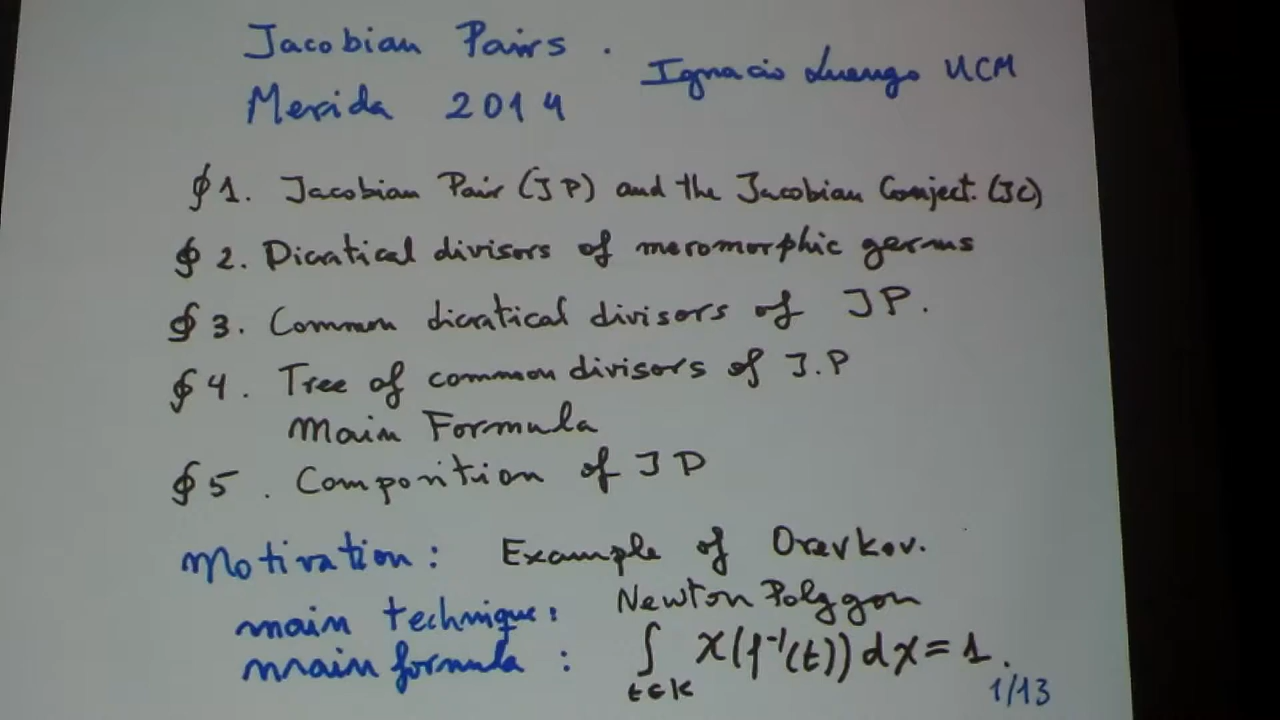 Jacobian Pairs.
Ignacio Luengo UCM
Merida 2014
§1. Jacobian Pair (JP) and the Jacobian Conject. (JC)
§2. Dicratical divisors of meromorphic germs
§3. Common dicratical divisors of JP.
§4. Tree of common divisors of J.P
Main Formula
§5. Composition of JP
Motivation: Example of Orevkov.
main technique: Newton Polygon
main formula: ∫_{t∈K} χ(f⁻¹(t)) dχ = 1.
1/13